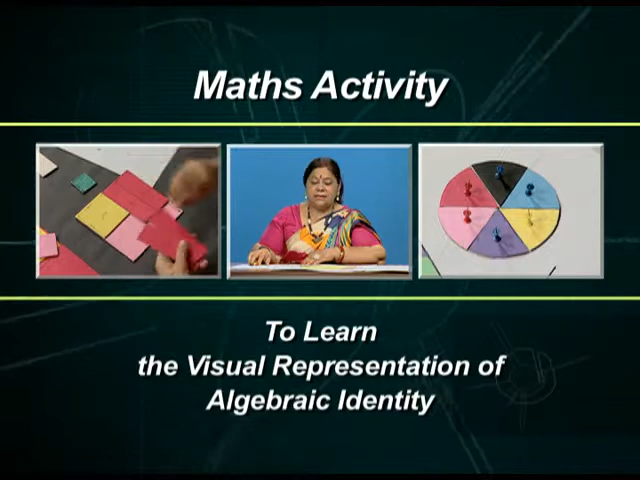 Maths Activity
To Learn
the Visual Representation of
Algebraic Identity